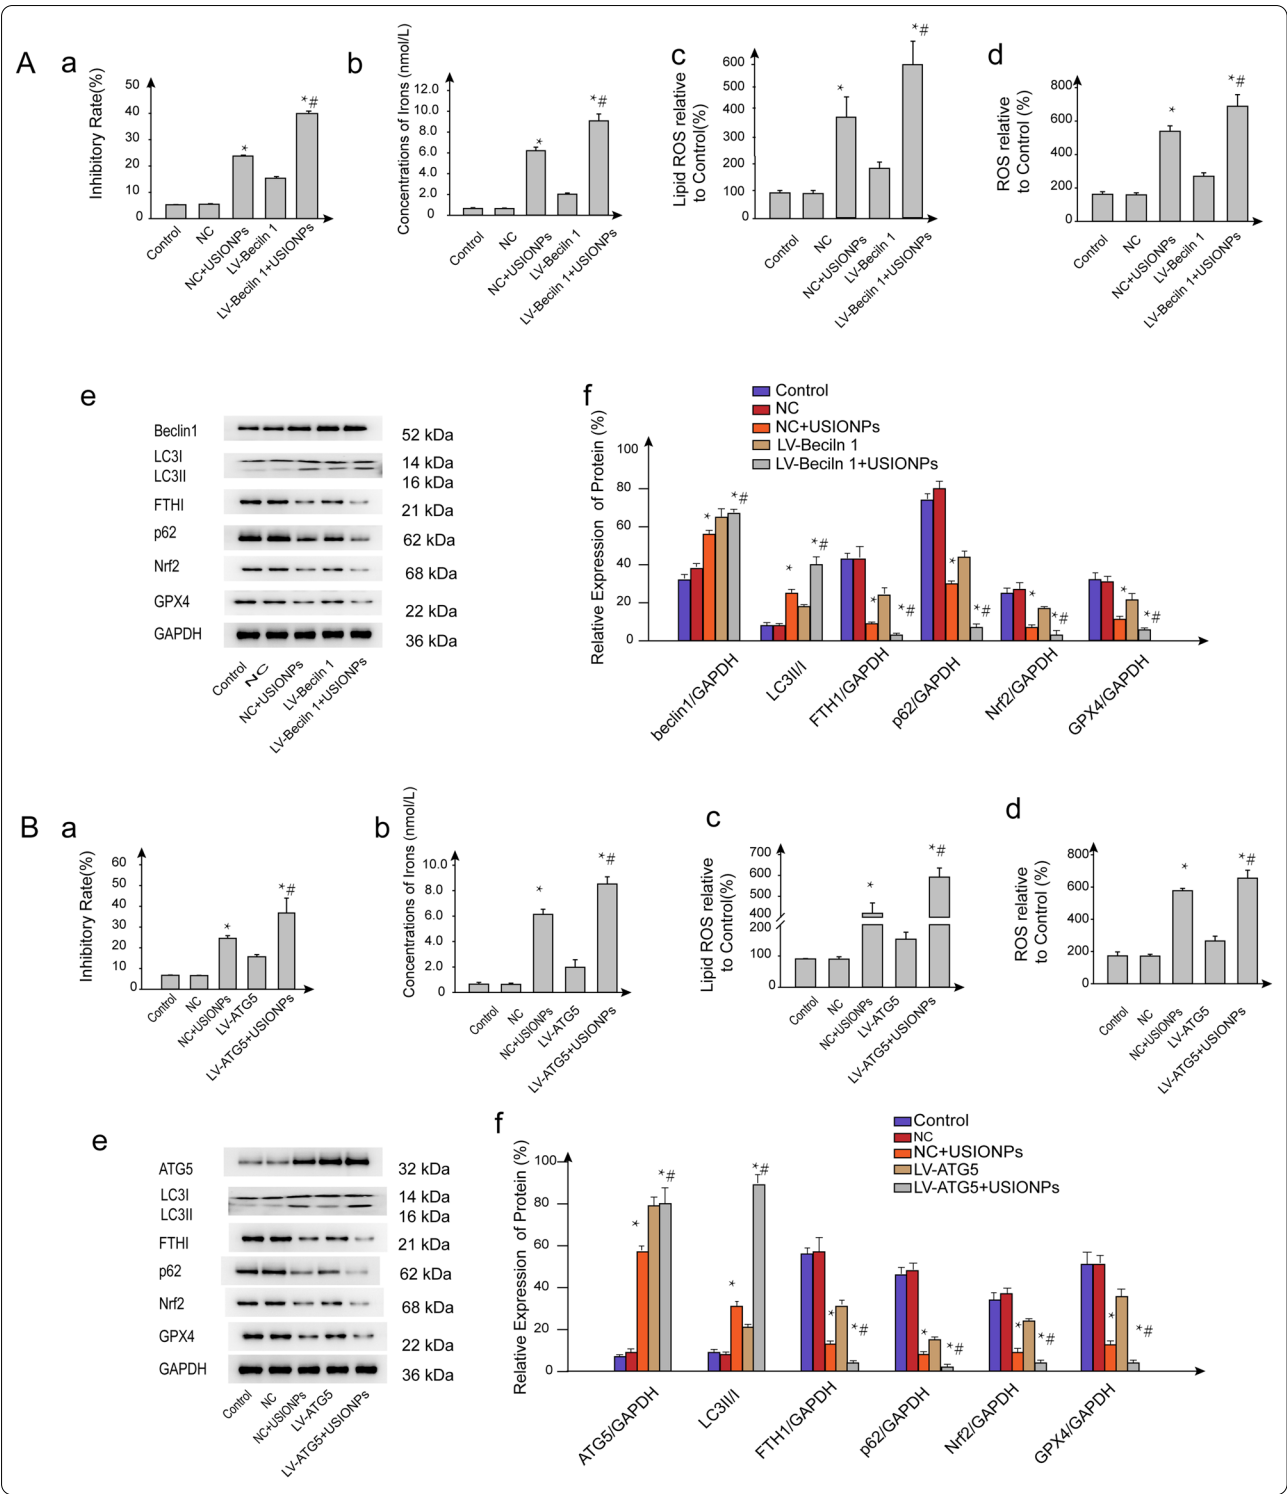 A
a
Inhibitory Rate(%)
50
40
30
20
10
0
*
*#
Control
NC
NC+USIONPs
LV-Beciln 1
LV-Beciln 1+USIONPs
b
Concentrations of Irons (nmol/L)
12.0
10.0
8.0
6.0
4.0
2.0
0
*
*#
Control
NC
NC+USIONPs
LV-Beciln 1
LV-Beciln 1+USIONPs
c
Lipid ROS relative
to Control(%)
600
500
400
300
200
100
0
*
*#
Control
NC
NC+USIONPs
LV-Beciln 1
LV-Beciln 1+USIONPs
d
ROS relative
to Control (%)
800
600
400
200
0
*
*#
Control
NC
NC+USIONPs
LV-Beciln 1
LV-Beciln 1+USIONPs
e
Beclin1
52 kDa
LC3I
14 kDa
LC3II
16 kDa
FTHI
21 kDa
p62
62 kDa
Nrf2
68 kDa
GPX4
22 kDa
GAPDH
36 kDa
Control
NC
NC+USIONPs
LV-Beciln 1
LV-Beciln 1+USIONPs
f
Control
NC
NC+USIONPs
LV-Beciln 1
LV-Beciln 1+USIONPs
Relative Expression of Protein (%)
100
80
60
40
20
0
*
*#
*
*#
*
*#
*
*#
*
*#
*
*#
beclin1/GAPDH
LC3II/I
FTH1/GAPDH
p62/GAPDH
Nrf2/GAPDH
GPX4/GAPDH
B
a
Inhibitory Rate(%)
60
50
40
30
20
10
0
*
*#
Control
NC
NC+USIONPs
LV-ATG5
LV-ATG5+USIONPs
b
Concentrations of Irons (nmol/L)
10.0
8.0
6.0
4.0
2.0
0
*
*#
Control
NC
NC+USIONPs
LV-ATG5
LV-ATG5+USIONPs
c
Lipid ROS relative
to Control(%)
700
600
500
400
200
100
0
*
*#
Control
NC
NC+USIONPs
LV-ATG5
LV-ATG5+USIONPs
d
ROS relative
to Control (%)
800
600
400
200
0
*
*#
Control
NC
NC+USIONPs
LV-ATG5
LV-ATG5+USIONPs
e
ATG5
32 kDa
LC3I
14 kDa
LC3II
16 kDa
FTHI
21 kDa
p62
62 kDa
Nrf2
68 kDa
GPX4
22 kDa
GAPDH
36 kDa
Control
NC
NC+USIONPs
LV-ATG5
LV-ATG5+USIONPs
f
Control
NC
NC+USIONPs
LV-ATG5
LV-ATG5+USIONPs
Relative Expression of Protein (%)
100
80
60
40
20
0
*
*#
*
*#
*
*#
*
*#
*
*#
*
*#
ATG5/GAPDH
LC3II/I
FTH1/GAPDH
p62/GAPDH
Nrf2/GAPDH
GPX4/GAPDH